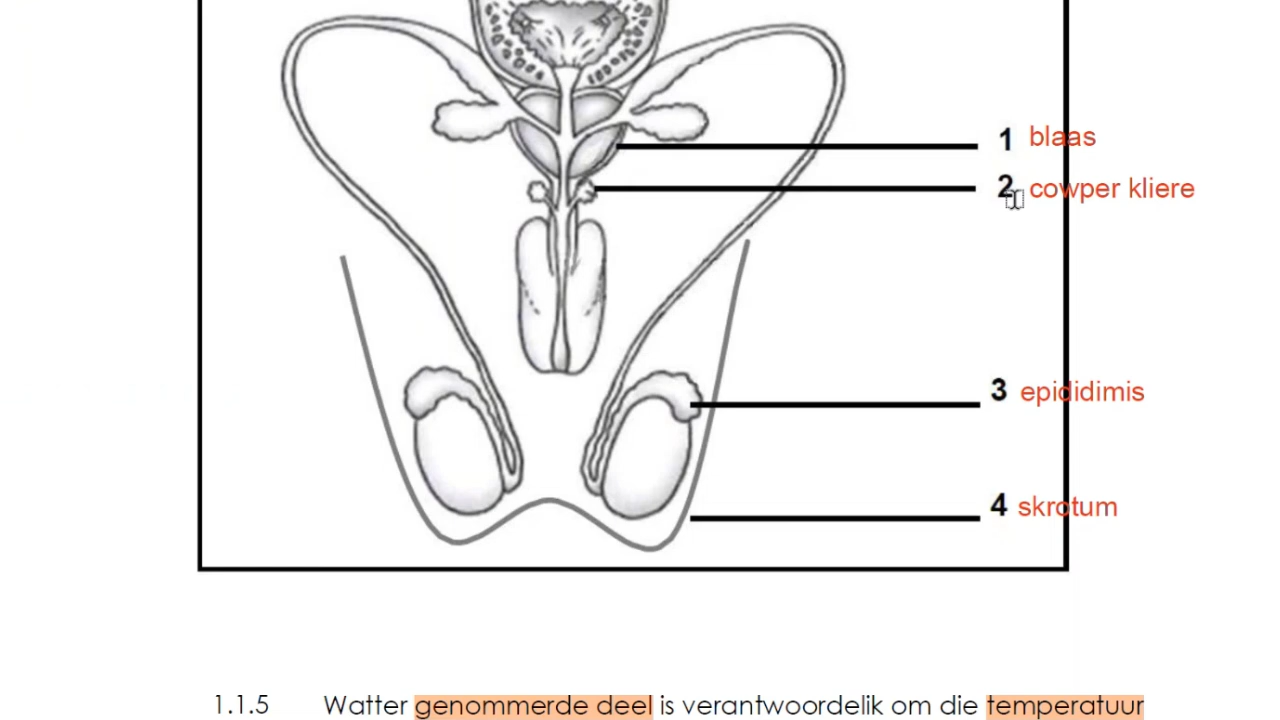 1 blaas
2 cowper kliere
3 epididimis
4 skrotum
1.1.5 Watter genommerde deel is verantwoordelik om die temperatuur